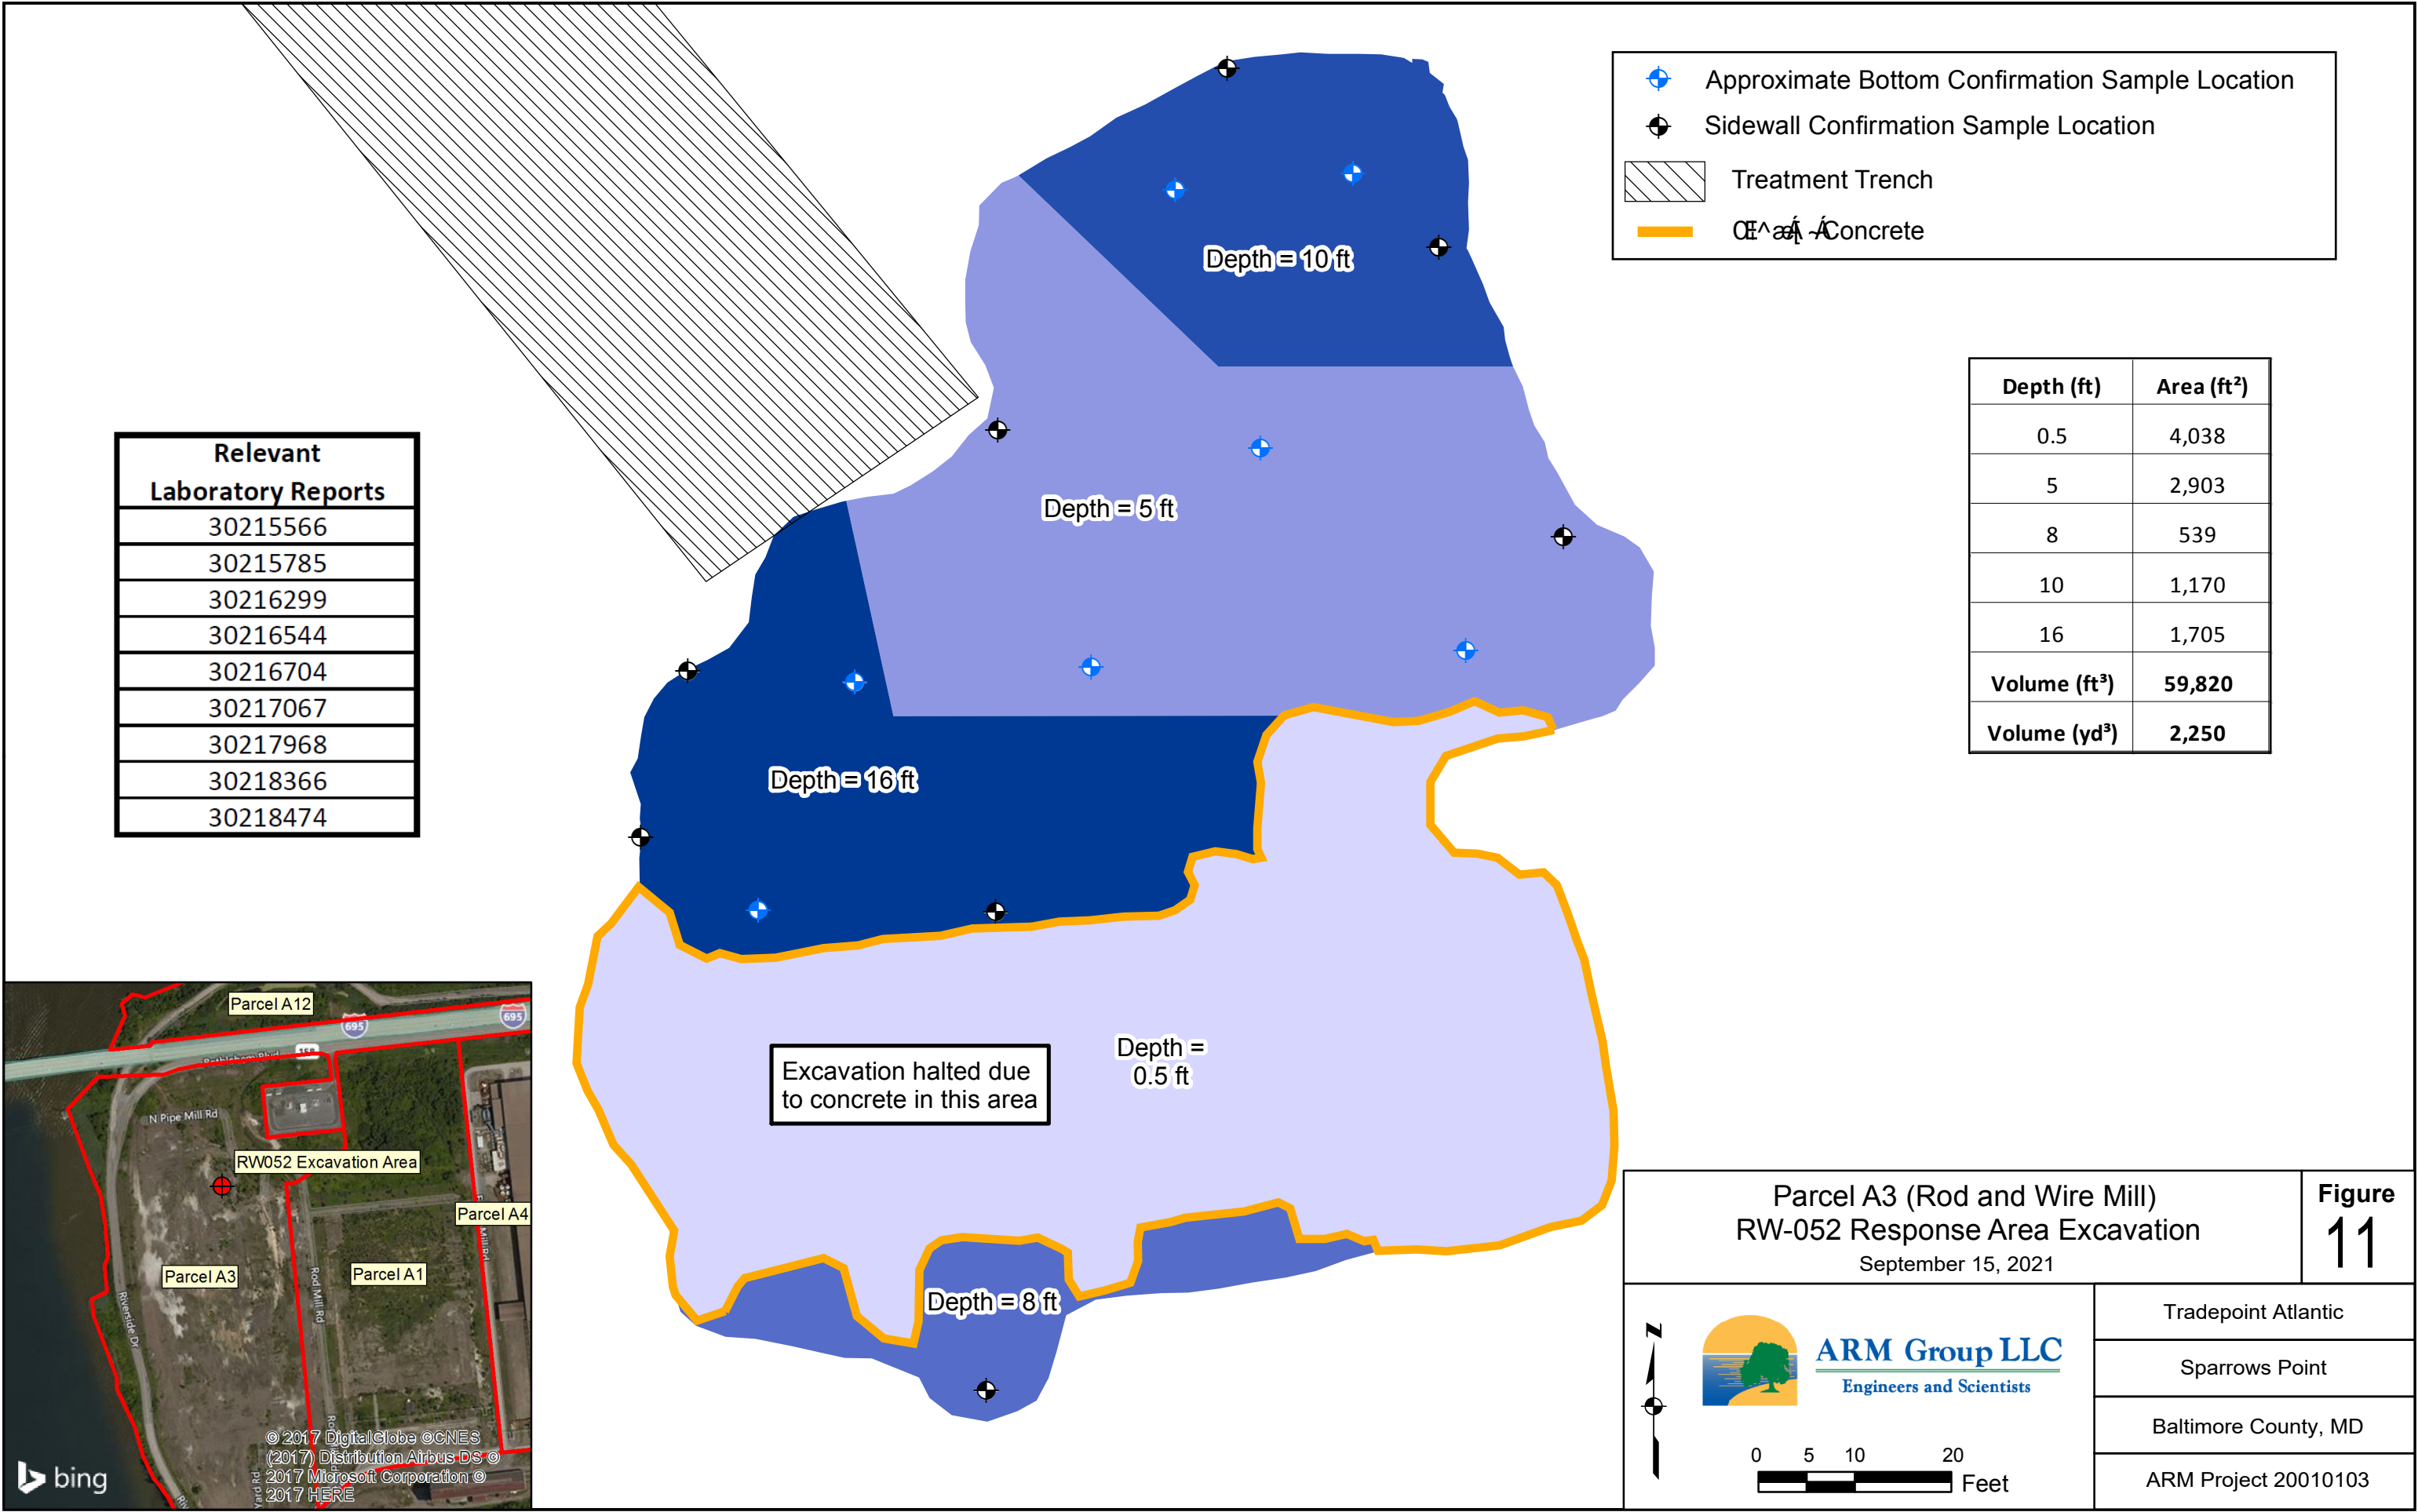 Approximate Bottom Confirmation Sample Location
Sidewall Confirmation Sample Location
Treatment Trench
Concrete
Depth = 10 ft
Depth = 5 ft
Depth = 16 ft
Depth =
0.5 ft
Excavation halted due
to concrete in this area
Depth = 8 ft
Relevant
Laboratory Reports
30215566
30215785
30216299
30216544
30216704
30217067
30217968
30218366
30218474
Depth (ft) Area (ft²)
0.5 4,038
5 2,903
8 539
10 1,170
16 1,705
Volume (ft³) 59,820
Volume (yd³) 2,250
Parcel A12
695
695
Bethlehem Blvd
158
N Pipe Mill Rd
RW052 Excavation Area
Parcel A4
Mill Rd
Parcel A3
Parcel A1
Rod Mill Rd
Riverside Dr
© 2017 DigitalGlobe ©CNES
(2017) Distribution Airbus DS ©
2017 Microsoft Corporation ©
2017 HERE
bing
Parcel A3 (Rod and Wire Mill)
RW-052 Response Area Excavation
September 15, 2021
Figure
11
N
ARM Group LLC
Engineers and Scientists
0 5 10 20
Feet
Tradepoint Atlantic
Sparrows Point
Baltimore County, MD
ARM Project 20010103